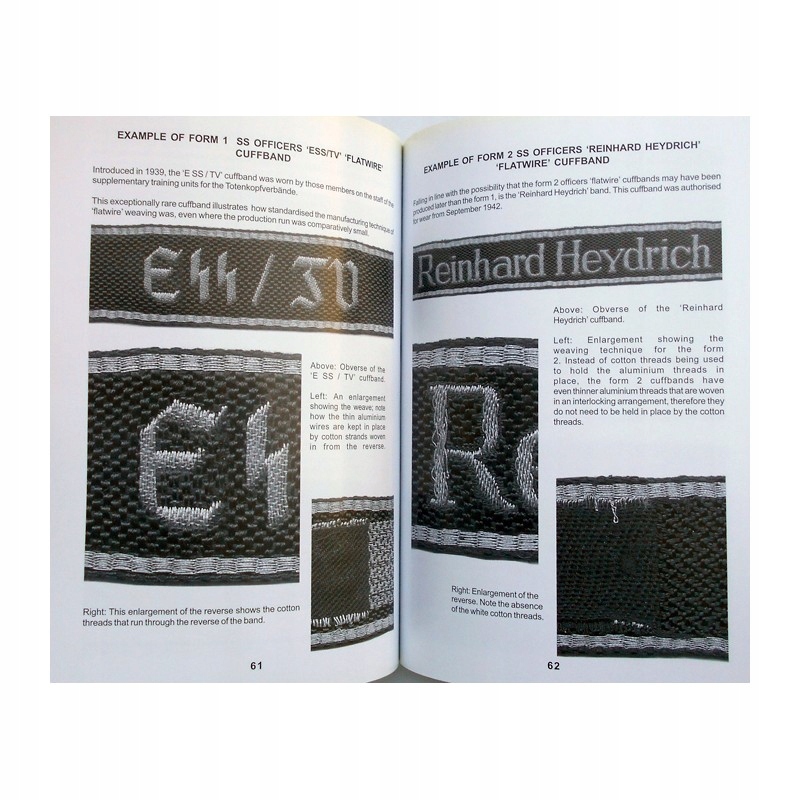 EXAMPLE OF FORM 1 SS OFFICERS 'ESS/TV' 'FLATWIRE'
CUFFBAND
Introduced in 1939, the 'E SS / TV' cuffband was worn by those members on the staff of the
supplementary training units for the Totenkopfverbände.
This exceptionally rare cuffband illustrates how standardised the manufacturing technique of
'flatwire' weaving was, even where the production run was comparatively small.
Eϟϟ / TV
Above: Obverse of the
'E SS / TV' cuffband.
Left: An enlargement
showing the weave; note
how the thin aluminium
wires are kept in place
by cotton strands woven
in from the reverse.
Eϟ
Right: This enlargement of the reverse shows the cotton
threads that run through the reverse of the band.
61
EXAMPLE OF FORM 2 SS OFFICERS 'REINHARD HEYDRICH'
'FLATWIRE' CUFFBAND
Falling in line with the possibility that the form 2 officers 'flatwire' cuffbands may have been
produced later than the form 1, is the 'Reinhard Heydrich' band. This cuffband was authorised
for wear from September 1942.
Reinhard Heydrich
Above: Obverse of the 'Reinhard
Heydrich' cuffband.
Left: Enlargement showing the
weaving technique for the form
2. Instead of cotton threads being used
to hold the aluminium threads in
place, the form 2 cuffbands have
even thinner aluminium threads that are woven
in an interlocking arrangement, therefore they
do not need to be held in place by the cotton
threads.
Re
Right: Enlargement of the
reverse. Note the absence
of the white cotton threads.
62